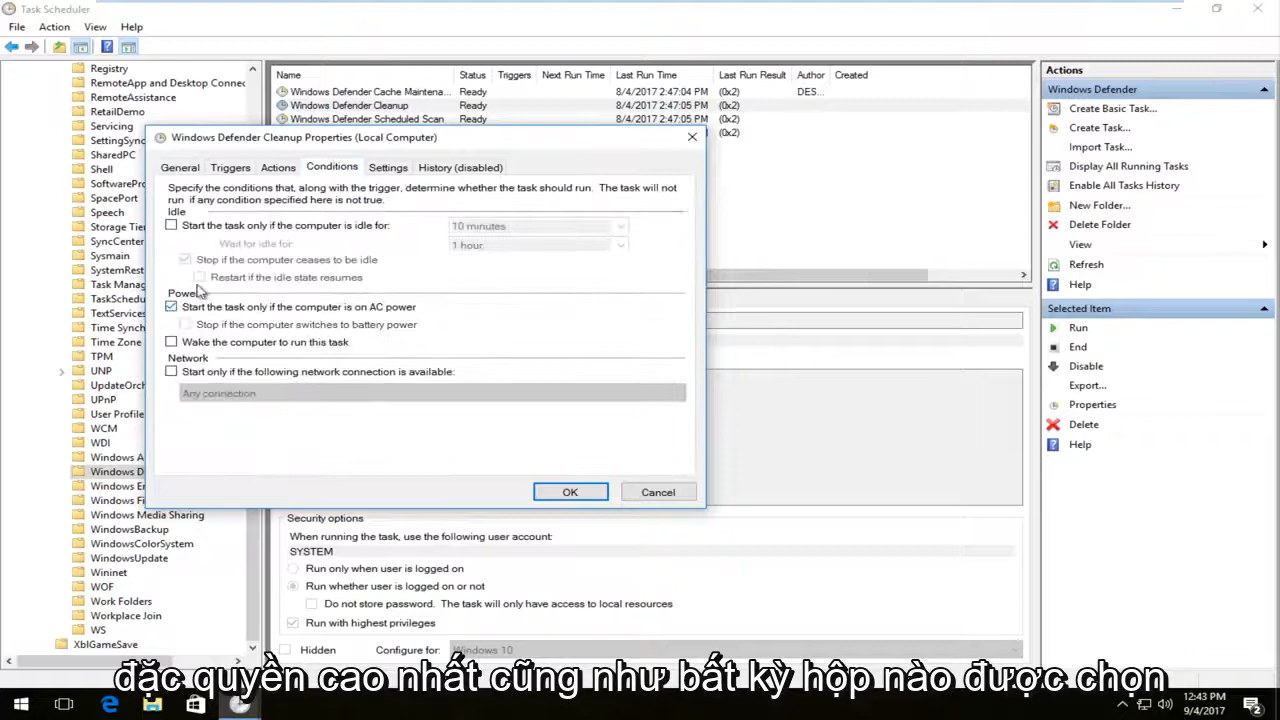 Task Scheduler
File Action View Help
Registry
RemoteApp and Desktop Connec
RemoteAssistance
RetailDemo
Servicing
SettingSync
SharedPC
Shell
SoftwarePro
SpacePort
Speech
Storage Tier
SyncCenter
Sysmain
SystemRest
Task Manag
TaskSchedu
TextServices
Time Synchr
Time Zone
TPM
UNP
UpdateOrch
UPnP
User Profile
WCM
WDI
Windows A
Windows D
Windows Er
Windows Fi
Windows Media Sharing
WindowsBackup
WindowsColorSystem
WindowsUpdate
Wininet
WOF
Work Folders
Workplace Join
WS
XblGameSave
Name Status Triggers Next Run Time Last Run Time Last Run Result Author Created
Windows Defender Cache Maintena... Ready 8/4/2017 2:47:04 PM (0x2) DES...
Windows Defender Cleanup Ready 8/4/2017 2:47:05 PM (0x2)
Windows Defender Scheduled Scan Ready 8/4/2017 2:47:05 PM (0x2)
(0x2)
Windows Defender Cleanup Properties (Local Computer)
General Triggers Actions Conditions Settings History (disabled)
Specify the conditions that, along with the trigger, determine whether the task should run. The task will not
run if any condition specified here is not true.
Idle
Start the task only if the computer is idle for: 10 minutes
Wait for idle for: 1 hour
Stop if the computer ceases to be idle
Restart if the idle state resumes
Power
Start the task only if the computer is on AC power
Stop if the computer switches to battery power
Wake the computer to run this task
Network
Start only if the following network connection is available:
Any connection
OK Cancel
Security options
When running the task, use the following user account:
SYSTEM
Run only when user is logged on
Run whether user is logged on or not
Do not store password. The task will only have access to local resources
Run with highest privileges
Hidden Configure for: Windows 10
Actions
Windows Defender
Create Basic Task...
Create Task...
Import Task...
Display All Running Tasks
Enable All Tasks History
New Folder...
Delete Folder
View
Refresh
Help
Selected Item
Run
End
Disable
Export...
Properties
Delete
Help
đặc quyền cao nhất cũng như bất kỳ hộp nào được chọn
12:43 PM
9/4/2017
2